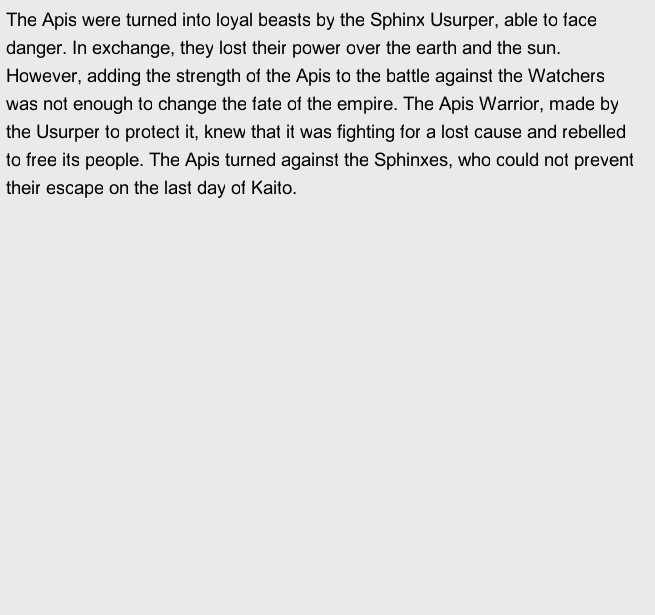 The Apis were turned into loyal beasts by the Sphinx Usurper, able to face
danger. In exchange, they lost their power over the earth and the sun.
However, adding the strength of the Apis to the battle against the Watchers
was not enough to change the fate of the empire. The Apis Warrior, made by
the Usurper to protect it, knew that it was fighting for a lost cause and rebelled
to free its people. The Apis turned against the Sphinxes, who could not prevent
their escape on the last day of Kaito.